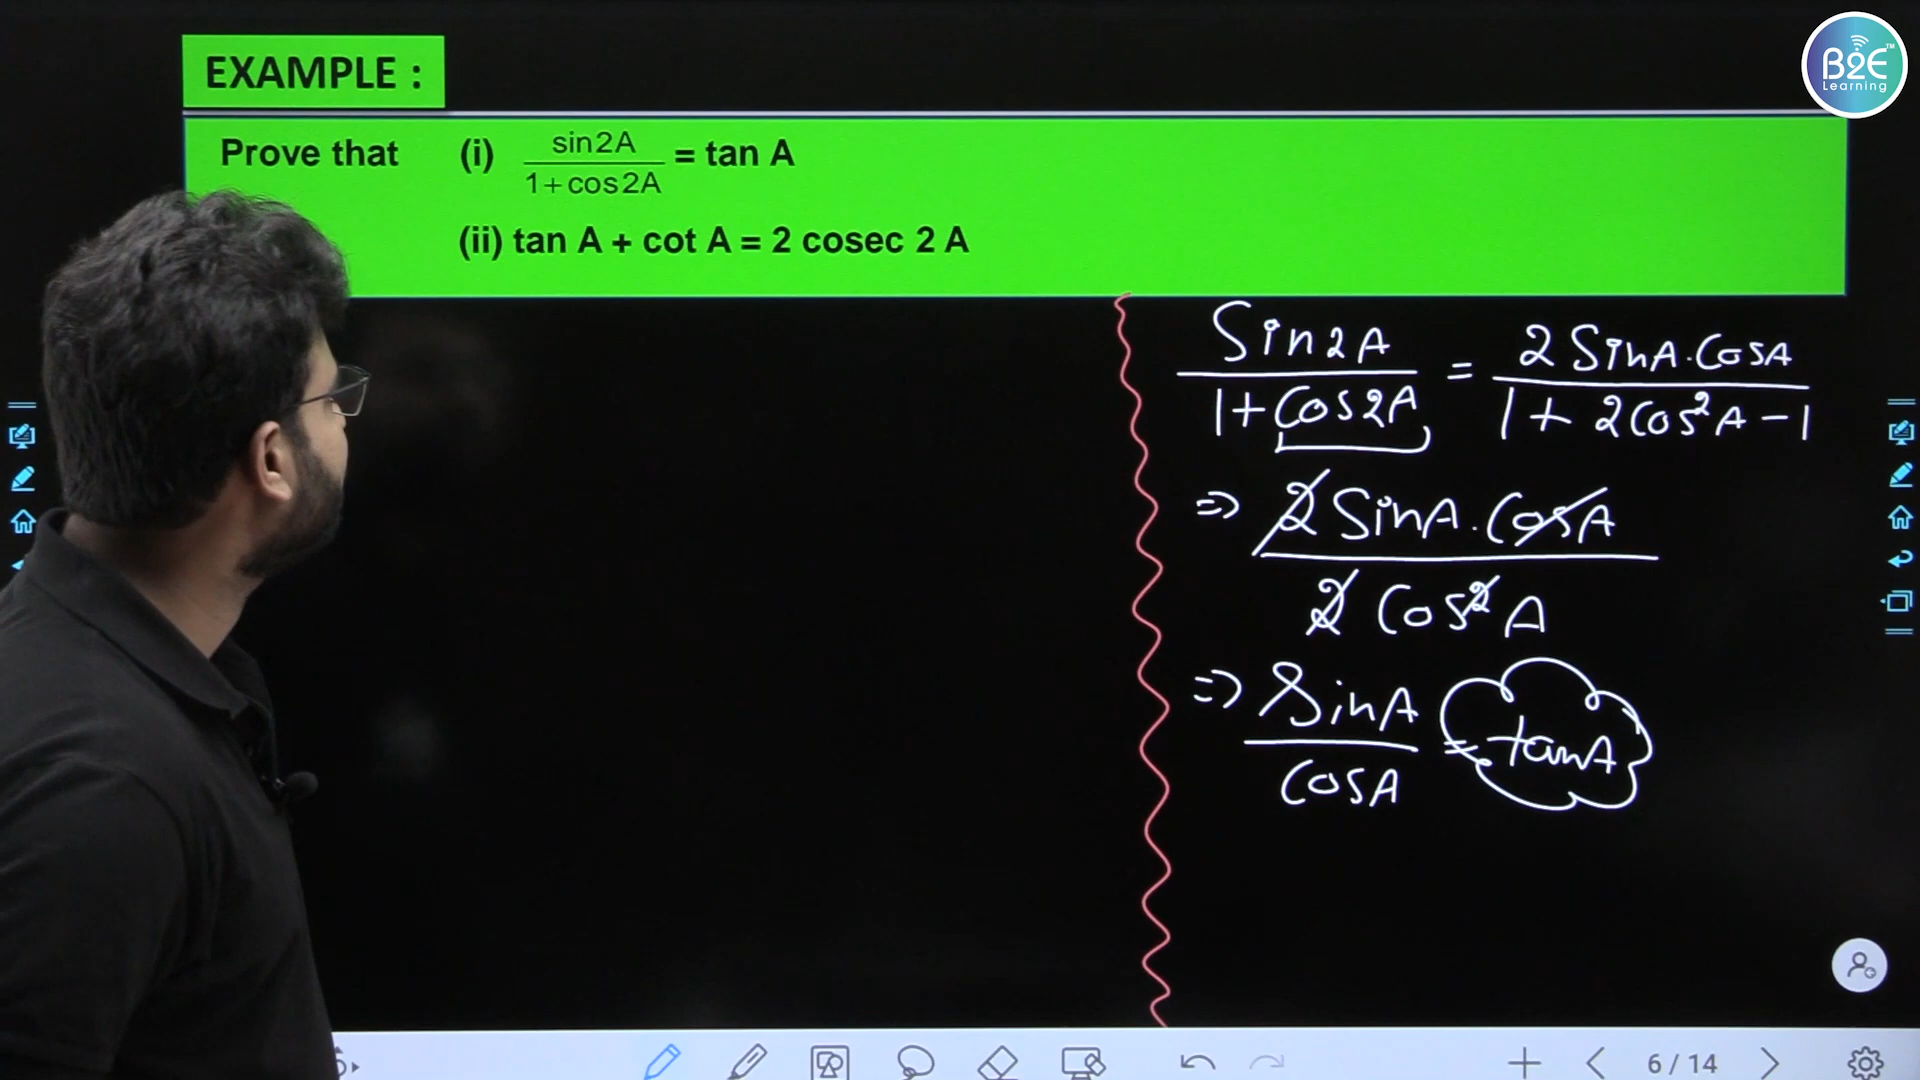 B2E™
Learning
EXAMPLE :
Prove that (i) sin2A / 1+cos2A = tan A
(ii) tan A + cot A = 2 cosec 2 A
Sin2A / 1+Cos2A = 2SinA.CosA / 1+2Cos²A-1
⇒ 2SinA.CosA / 2Cos²A
⇒ SinA / CosA = tanA
6 / 14